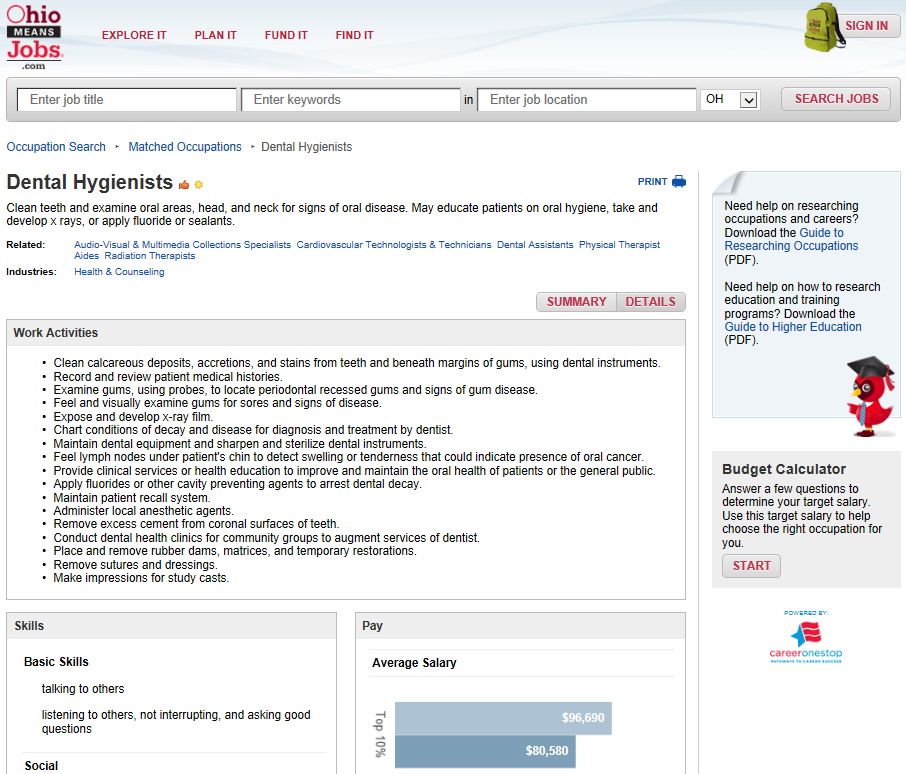 Ohio
MEANS
Jobs
.com
EXPLORE IT
PLAN IT
FUND IT
FIND IT
SIGN IN
Enter job title
Enter keywords
in
Enter job location
OH
SEARCH JOBS
Occupation Search ‣ Matched Occupations ‣ Dental Hygienists
Dental Hygienists
PRINT
Clean teeth and examine oral areas, head, and neck for signs of oral disease. May educate patients on oral hygiene, take and
develop x rays, or apply fluoride or sealants.
Related: Audio-Visual & Multimedia Collections Specialists Cardiovascular Technologists & Technicians Dental Assistants Physical Therapist
Aides Radiation Therapists
Industries: Health & Counseling
SUMMARY
DETAILS
Work Activities
• Clean calcareous deposits, accretions, and stains from teeth and beneath margins of gums, using dental instruments.
• Record and review patient medical histories.
• Examine gums, using probes, to locate periodontal recessed gums and signs of gum disease.
• Feel and visually examine gums for sores and signs of disease.
• Expose and develop x-ray film.
• Chart conditions of decay and disease for diagnosis and treatment by dentist.
• Maintain dental equipment and sharpen and sterilize dental instruments.
• Feel lymph nodes under patient's chin to detect swelling or tenderness that could indicate presence of oral cancer.
• Provide clinical services or health education to improve and maintain the oral health of patients or the general public.
• Apply fluorides or other cavity preventing agents to arrest dental decay.
• Maintain patient recall system.
• Administer local anesthetic agents.
• Remove excess cement from coronal surfaces of teeth.
• Conduct dental health clinics for community groups to augment services of dentist.
• Place and remove rubber dams, matrices, and temporary restorations.
• Remove sutures and dressings.
• Make impressions for study casts.
Skills
Basic Skills
talking to others
listening to others, not interrupting, and asking good
questions
Social
Pay
Average Salary
Top 10%
$96,690
$80,580
Need help on researching
occupations and careers?
Download the Guide to
Researching Occupations
(PDF).
Need help on how to research
education and training
programs? Download the
Guide to Higher Education
(PDF).
Budget Calculator
Answer a few questions to
determine your target salary.
Use this target salary to help
choose the right occupation for
you.
START
POWERED BY:
careeronestop
PATHWAYS TO CAREER SUCCESS